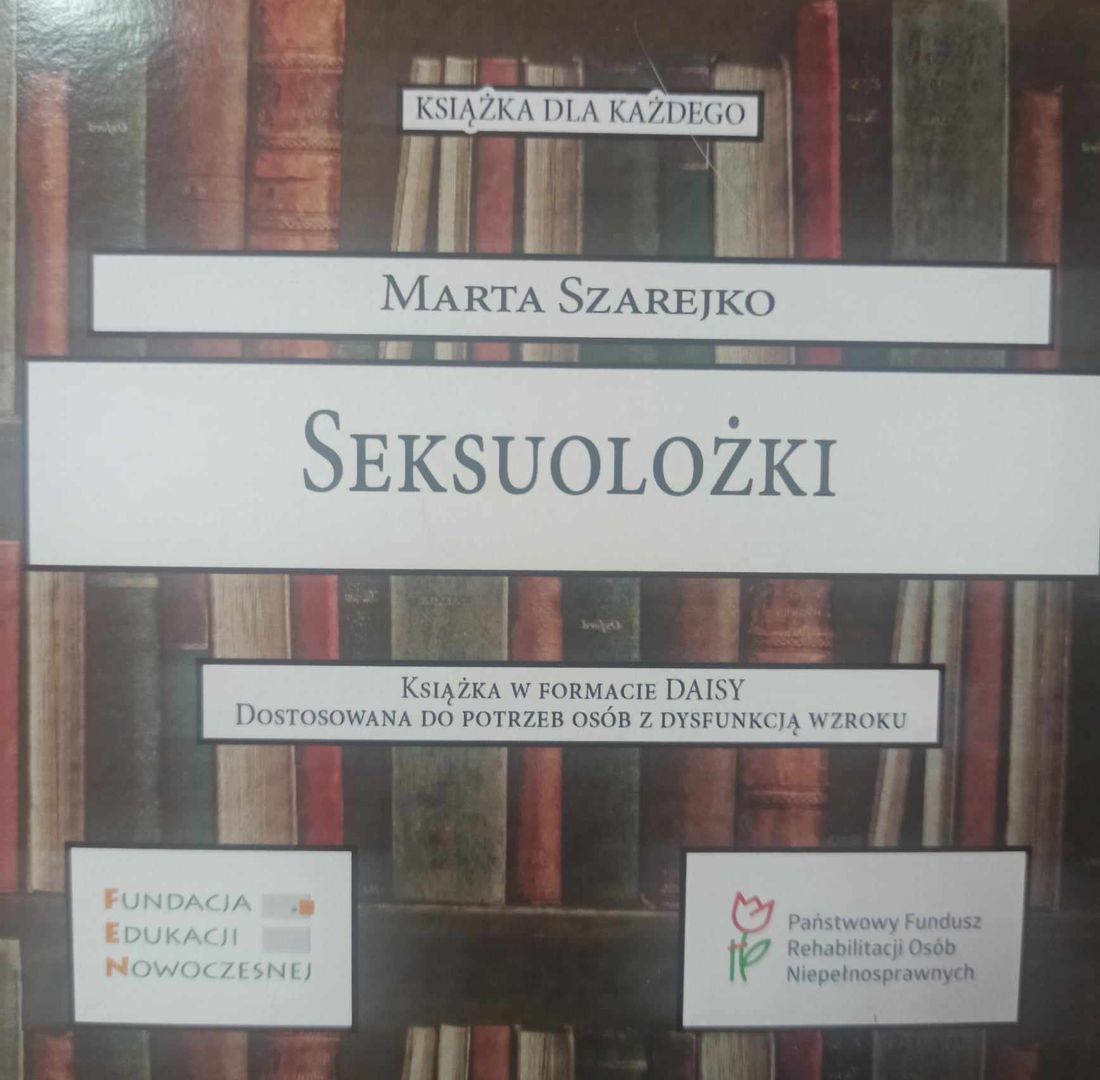 KSIĄŻKA DLA KAŻDEGO
MARTA SZAREJKO
SEKSUOLOŻKI
KSIĄŻKA W FORMACIE DAISY
DOSTOSOWANA DO POTRZEB OSÓB Z DYSFUNKCJĄ WZROKU
FUNDACJA
EDUKACJI
NOWOCZESNEJ
Państwowy Fundusz
Rehabilitacji Osób
Niepełnosprawnych